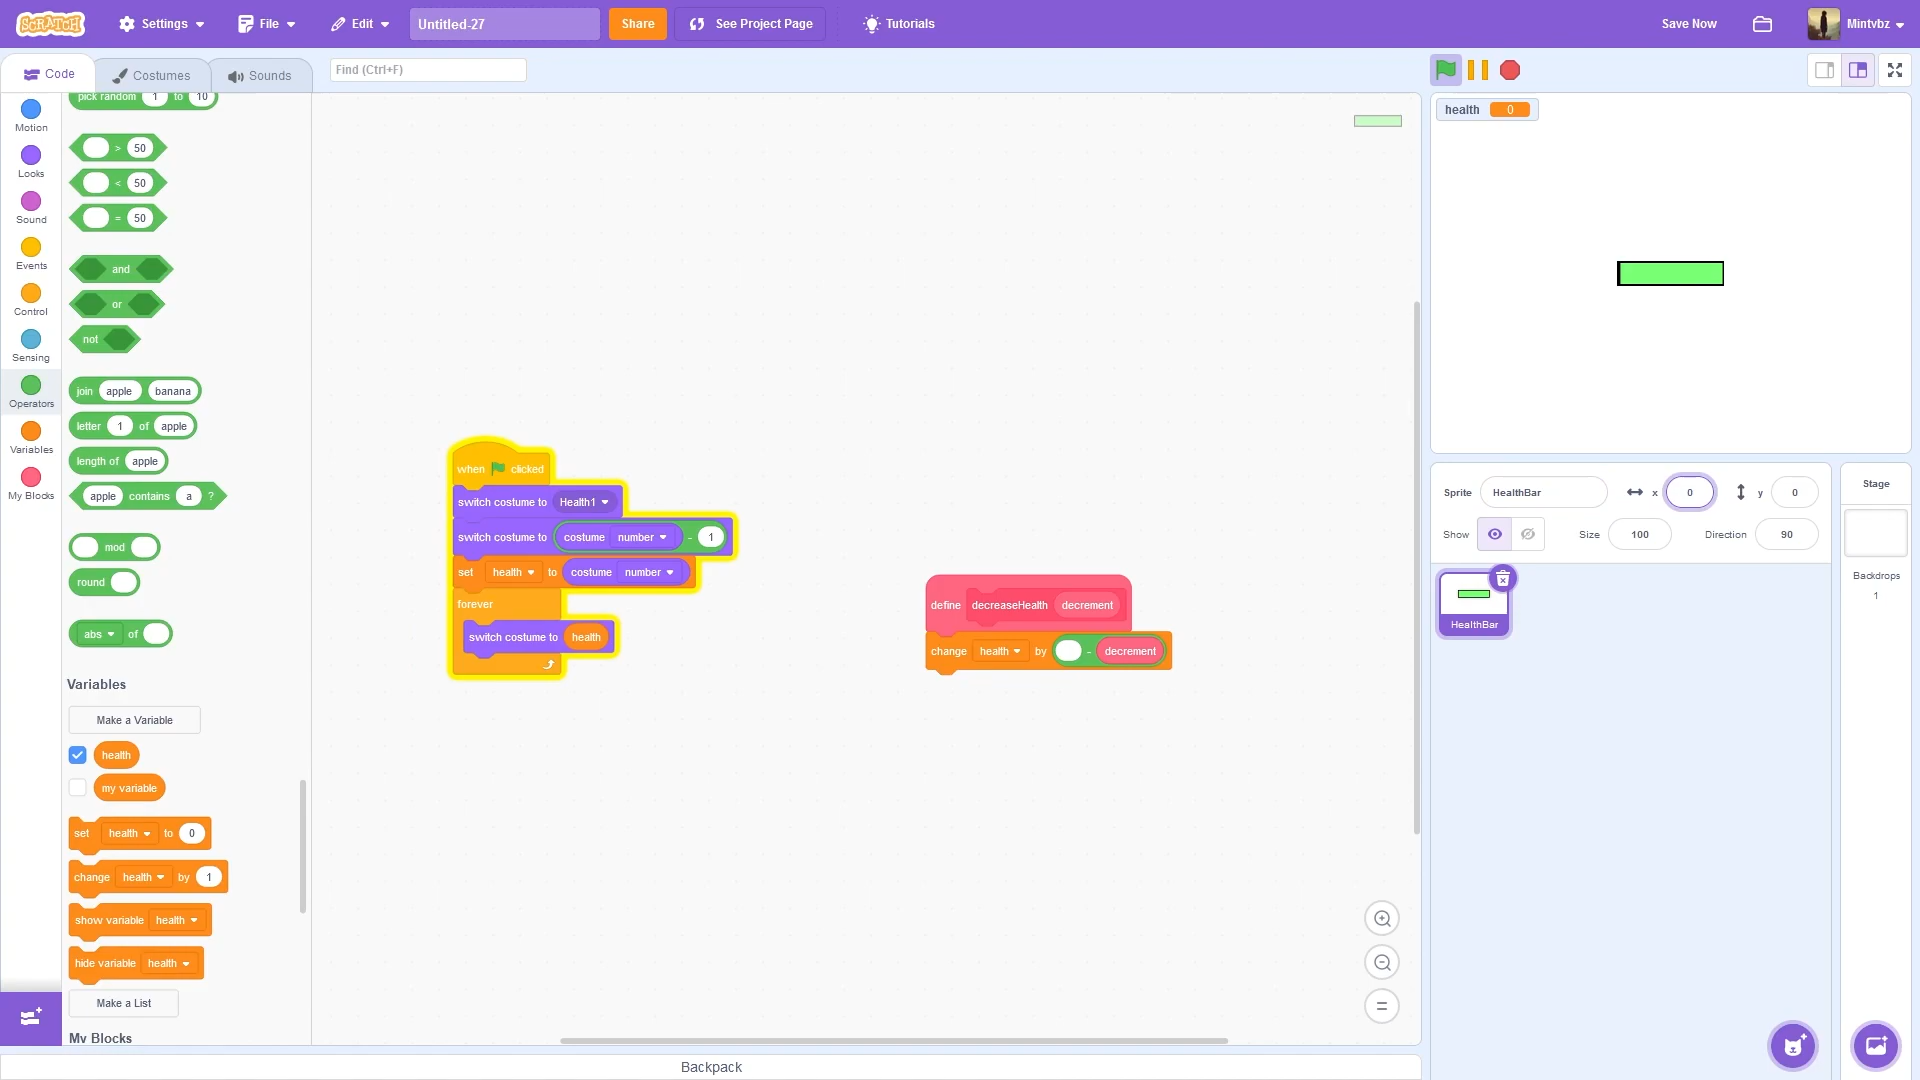 SCRATCH Settings File Edit Untitled-27 Share See Project Page Tutorials Save Now Mintvbz
Code Costumes Sounds Find (Ctrl+F)
Motion
Looks
Sound
Events
Control
Sensing
Operators
Variables
My Blocks
pick random 1 to 10
> 50
< 50
= 50
and
or
not
join apple banana
letter 1 of apple
length of apple
apple contains a ?
mod
round
abs of
Variables
Make a Variable
health
my variable
set health to 0
change health by 1
show variable health
hide variable health
Make a List
My Blocks
when clicked
switch costume to Health1
switch costume to costume number - 1
set health to costume number
forever
switch costume to health
define decreaseHealth decrement
change health by - decrement
Backpack
health 0
Sprite HealthBar x 0 y 0
Show Size 100 Direction 90
HealthBar
Stage
Backdrops
1